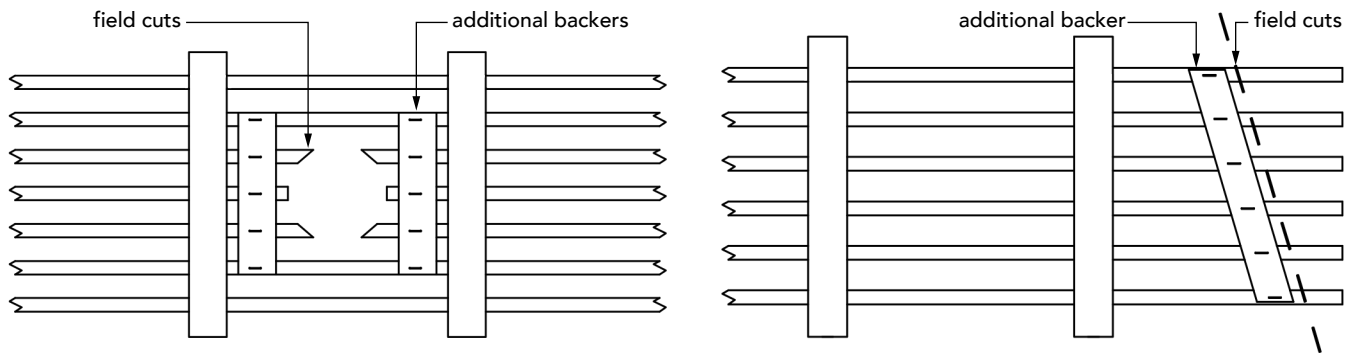 field cuts
additional backers
additional backer
field cuts